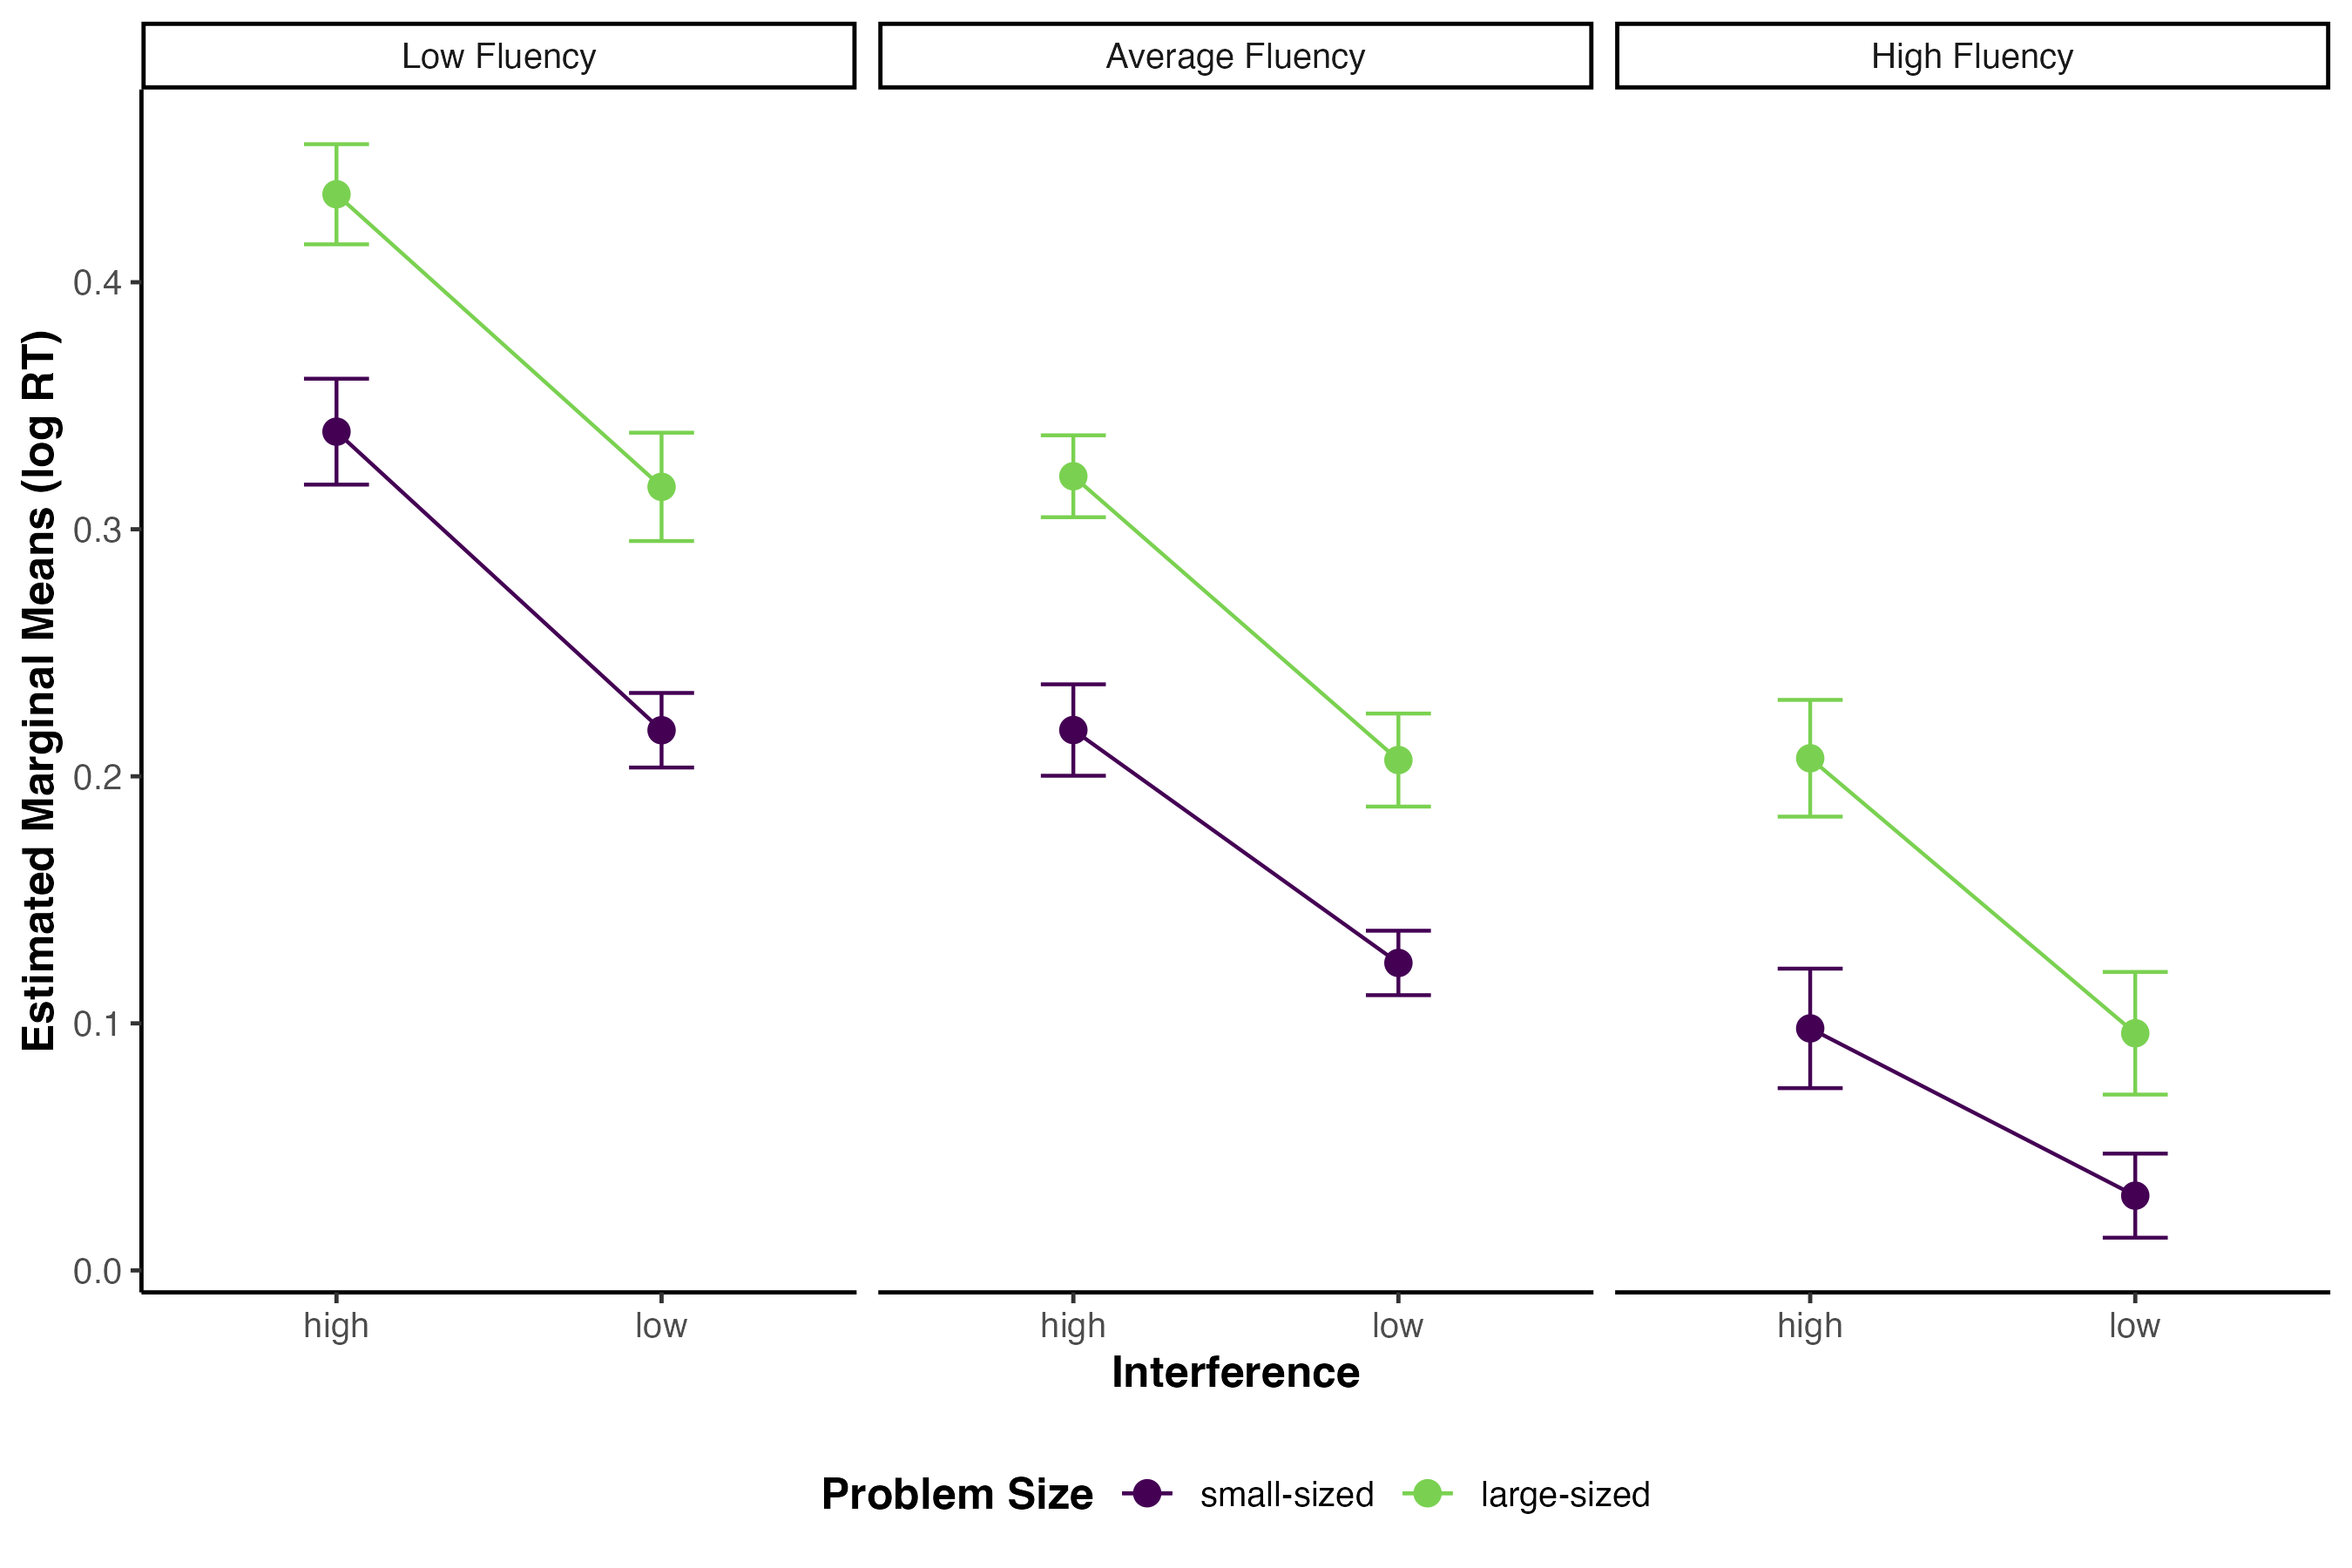 Low Fluency
Average Fluency
High Fluency
Estimated Marginal Means (log RT)
0.4
0.3
0.2
0.1
0.0
high low
high low
high low
Interference
Problem Size small-sized large-sized